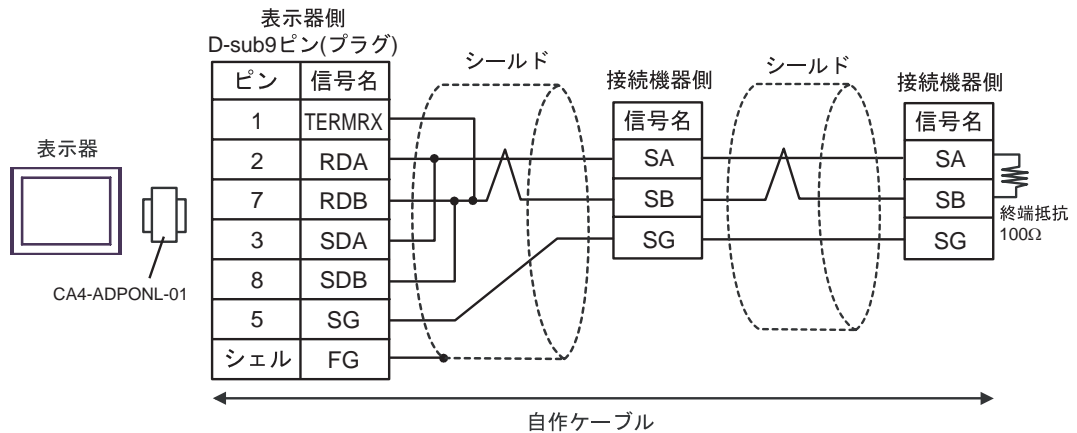 表示器側
D-sub9ピン(プラグ)
ピン 信号名
1 TERMRX
2 RDA
7 RDB
3 SDA
8 SDB
5 SG
シェル FG
表示器
CA4-ADPONL-01
シールド
接続機器側
信号名
SA
SB
SG
シールド
接続機器側
信号名
SA
SB
SG
終端抵抗
100Ω
自作ケーブル